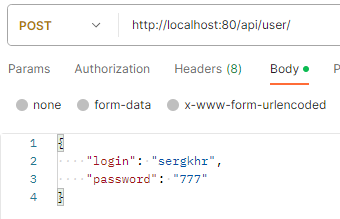 POST http://localhost:80/api/user/
Params Authorization Headers (8) Body
none form-data x-www-form-urlencoded
1 {
2 "login": "sergkhr",
3 "password": "777"
4 }